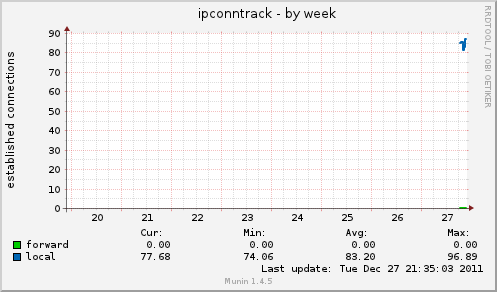 ipconntrack - by week
RRDTOOL / TOBI OETIKER
established connections
90
80
70
60
50
40
30
20
10
0
20 21 22 23 24 25 26 27
Cur: Min: Avg: Max:
forward 0.00 0.00 0.00 0.00
local 77.68 74.06 83.20 96.89
Last update: Tue Dec 27 21:35:03 2011
Munin 1.4.5